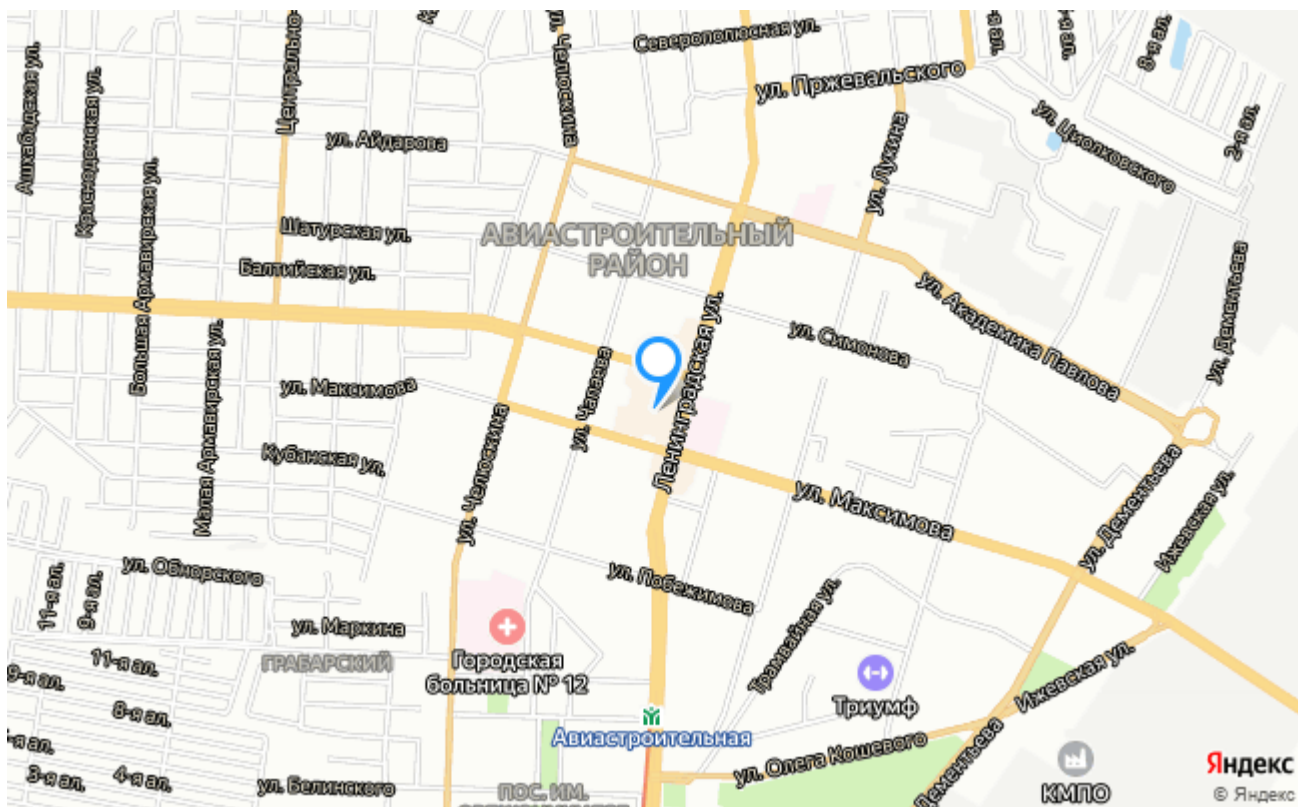 Северополюсная ул.
8-я ал.
ул. Пржевальского
Ашхабадская ул.
Краснодонская ул.
ул. Челюскина
ул. Айдарова
ул. Лукина
ул. Циолковского
2-я ал.
Большая Армавирская ул.
Шатурская ул.
АВИАСТРОИТЕЛЬНЫЙ
РАЙОН
Балтийская ул.
ул. Академика Павлова
ул. Дементьева
Ленинградская ул.
ул. Симонова
Малая Армавирская ул.
ул. Максимова
ул. Чапаева
ул. Челюскина
Кубанская ул.
ул. Максимова
ул. Дементьева
Ижевская ул.
ул. Обнорского
11-я ал.
9-я ал.
ул. Побежимова
Трамвайная ул.
ул. Маркина
ГРАБАРСКИЙ
Городская
больница № 12
11-я ал.
9-я ал.
8-я ал.
Триумф
Ижевская ул.
Авиастроительная
ул. Олега Кошевого
Дементьева
3-я ал.
4-я ал.
ул. Белинского
ПОС. ИМ.
КМПО
Яндекс
© Яндекс